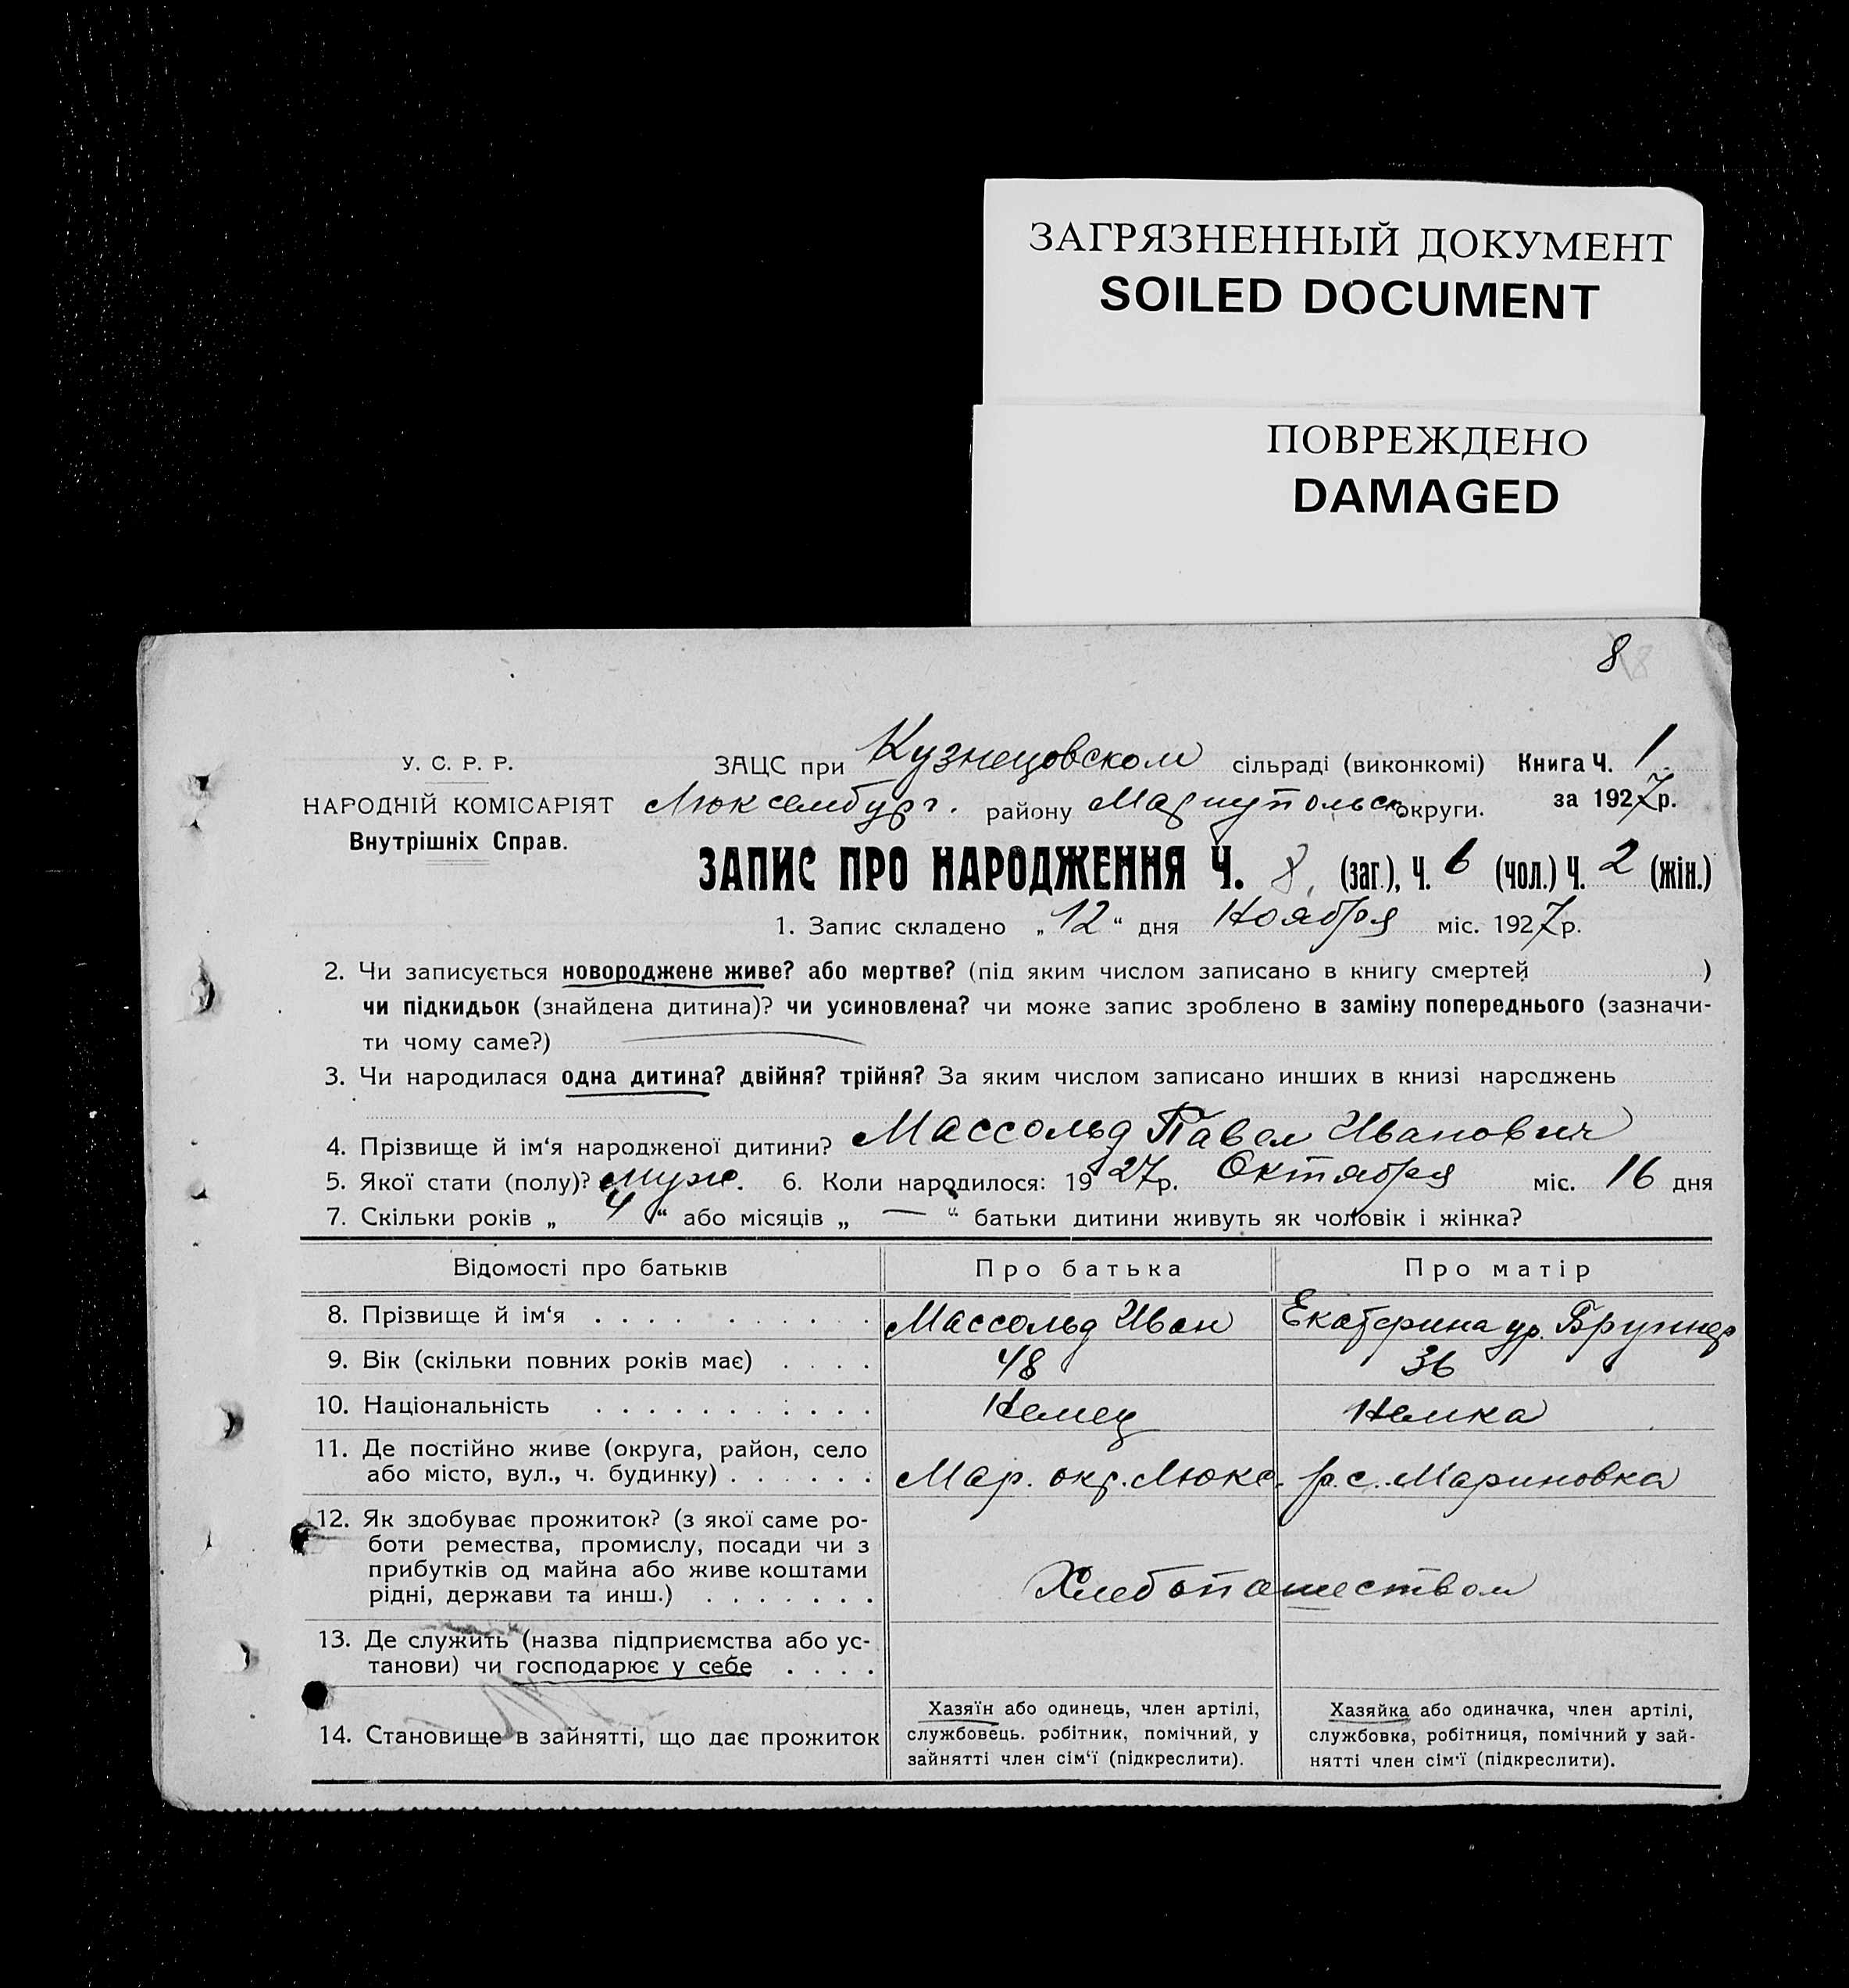 ЗАГРЯЗНЕННЫЙ ДОКУМЕНТ
SOILED DOCUMENT
ПОВРЕЖДЕНО
DAMAGED
8
У. С. Р. Р.
НАРОДНІЙ КОМІСАРІЯТ
Внутрішніх Справ.
ЗАЦС при Кузнецовском сільраді (виконкомі) Книга Ч. 1
Люксембург. району Мариупольск округи. за 1927р.
ЗАПИС ПРО НАРОДЖЕННЯ Ч. 8. (заг.), Ч. 6 (чол.) Ч. 2 (жін.)
1. Запис складено „12“ дня Ноября міс. 1927р.
2. Чи записується новороджене живе? або мертве? (під яким числом записано в книгу смертей )
чи підкидьок (знайдена дитина)? чи усиновлена? чи може запис зроблено в заміну попереднього (зазначи-
ти чому саме?)
3. Чи народилася одна дитина? двійня? трійня? За яким числом записано инших в книзі народжень
4. Прізвище й ім‘я народженої дитини? Массольд Павел Иванович
5. Якої стати (полу)? муж. 6. Коли народилося: 1927р. Октября міс. 16 дня
7. Скільки років „ 4 “ або місяців „ — “ батьки дитини живуть як чоловік і жінка?
Відомості про батьків Про батька Про матір
8. Прізвище й ім‘я Массольд Иван Екатерина ур. Бруннер
9. Вік (скільки повних років має) 48 36
10. Національність Немец Немка
11. Де постійно живе (округа, район, село
або місто, вул., ч. будинку) Мар. окр. Люкс. р. с. Мариновка
12. Як здобуває прожиток? (з якої саме ро-
боти ремества, промислу, посади чи з
прибутків од майна або живе коштами
рідні, держави та инш.) Хлебопашеством
13. Де служить (назва підприємства або ус-
танови) чи господарює у себе
14. Становище в зайнятті, що дає прожиток
Хазяїн або одинець, член артілі,
службовець. робітник, помічний, у
зайнятті член сім‘ї (підкреслити).
Хазяйка або одиначка, член артілі,
службовка, робітниця, помічний у зай-
нятті член сім‘ї (підкреслити).